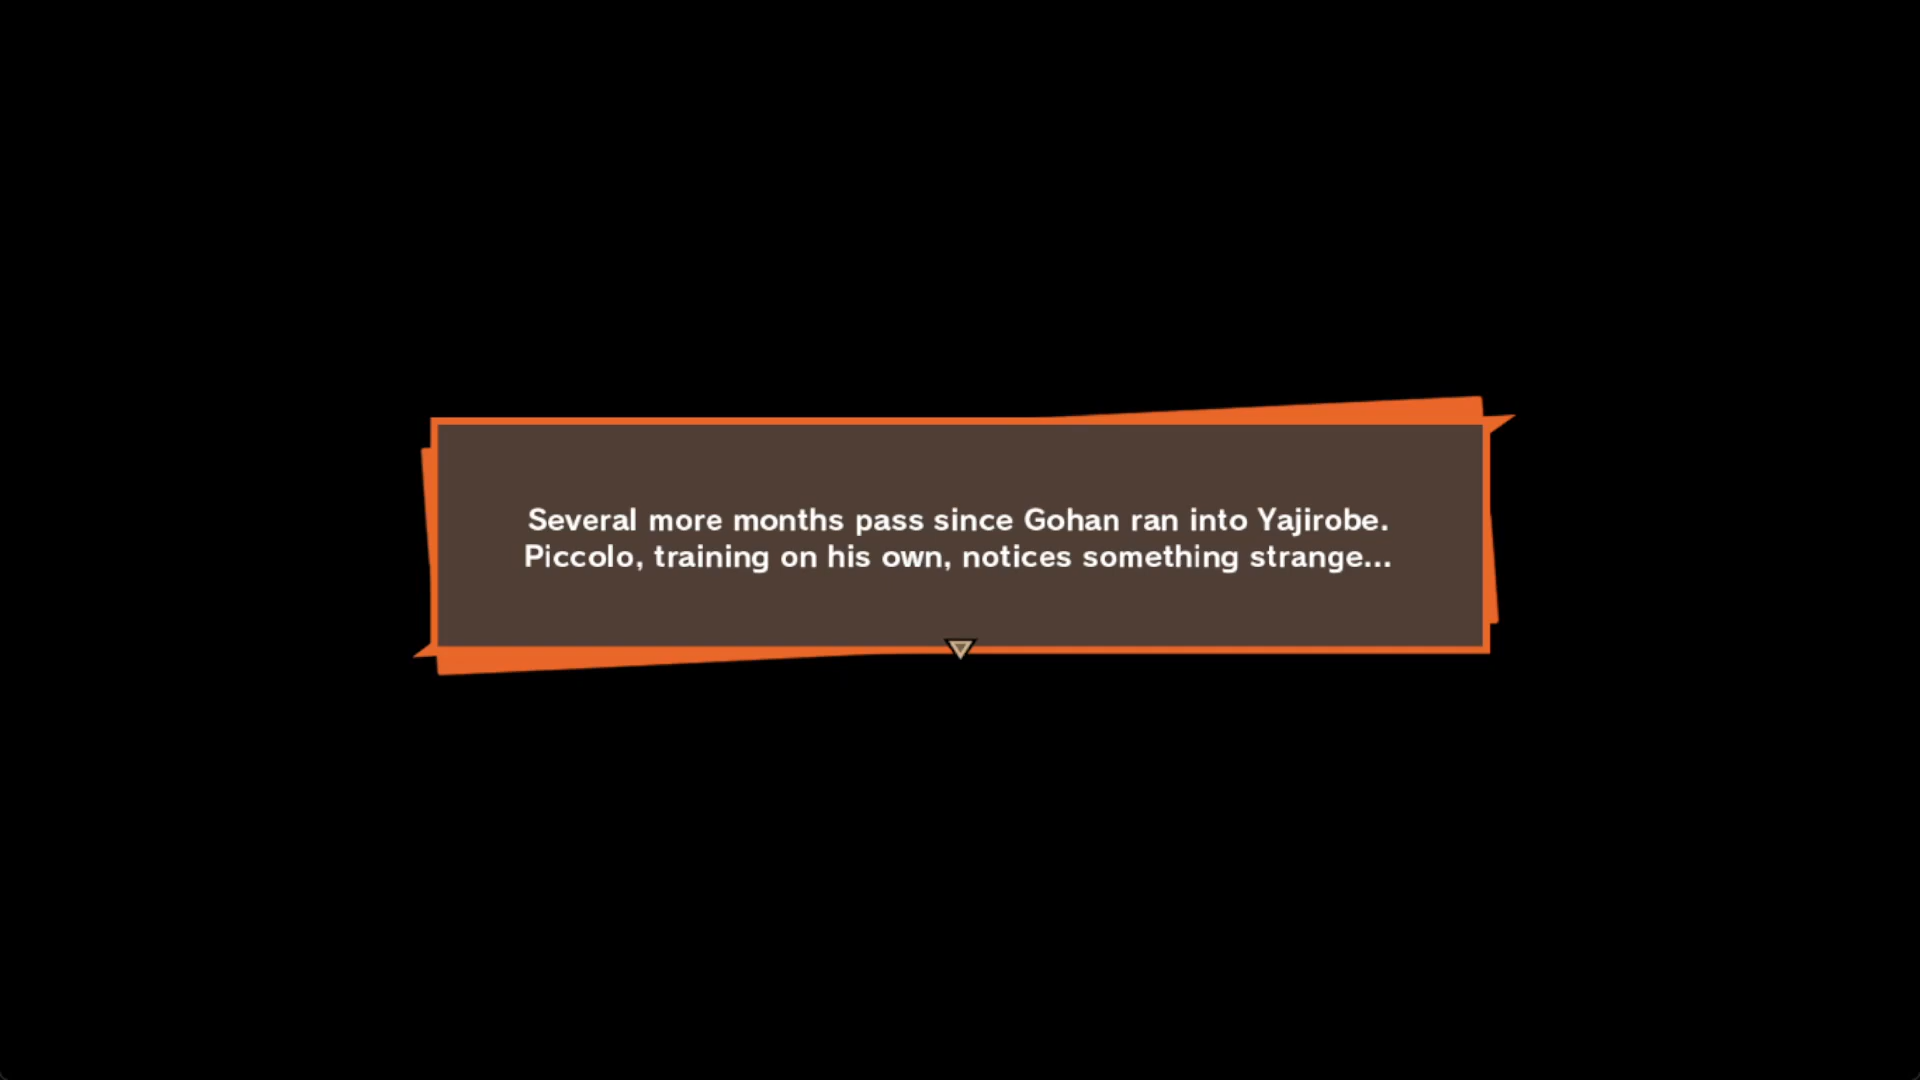 Several more months pass since Gohan ran into Yajirobe.
Piccolo, training on his own, notices something strange...